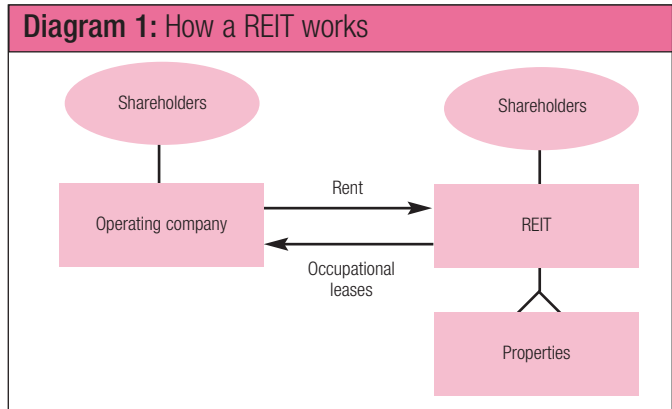 Diagram 1: How a REIT works
Shareholders
Shareholders
Operating company
Rent
REIT
Occupational
leases
Properties